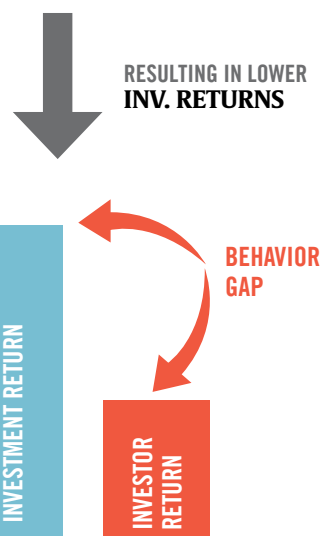 RESULTING IN LOWER
INV. RETURNS
BEHAVIOR
GAP
INVESTMENT RETURN
INVESTOR
RETURN